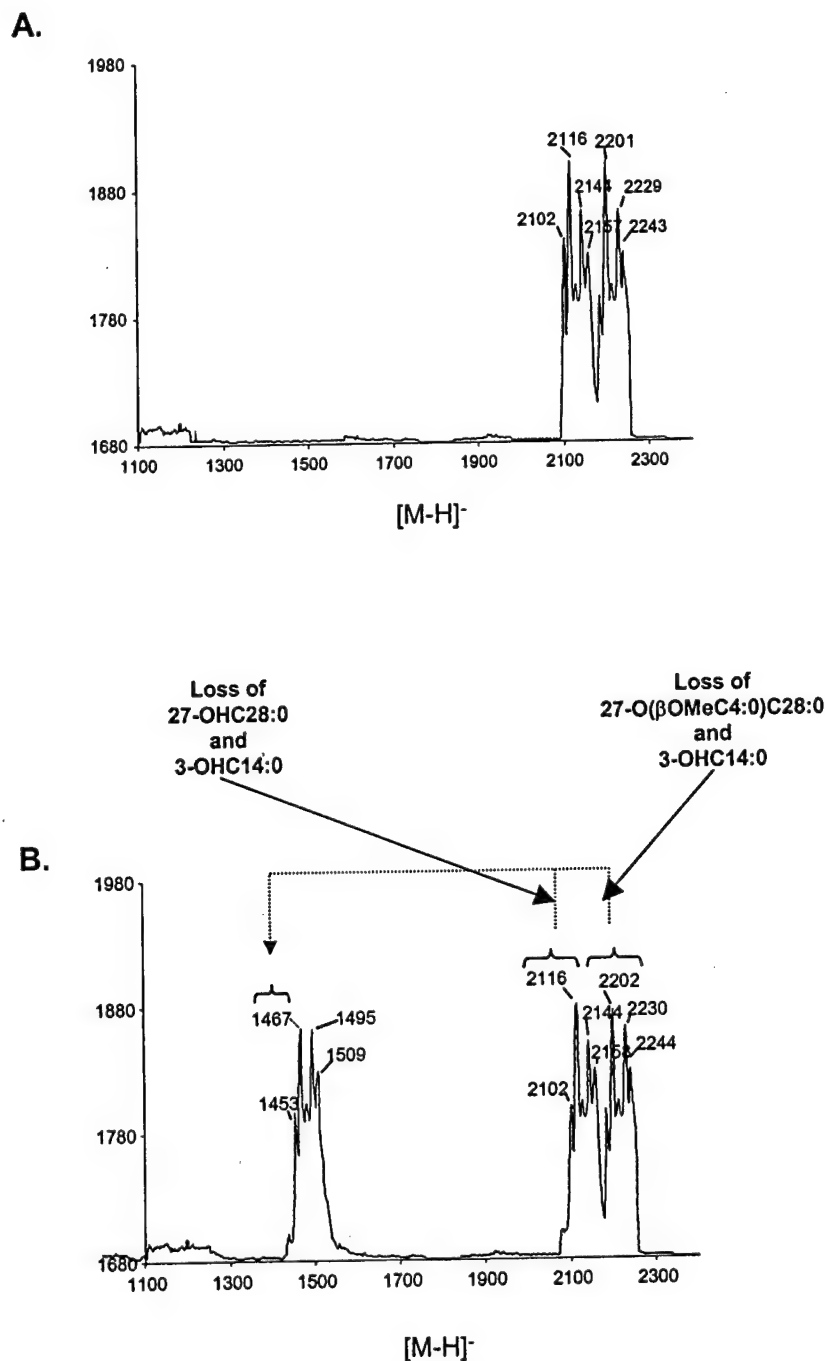 A.
1980
1880
1780
1680
2116
2201
2144
2229
2102
2157
2243
1100 1300 1500 1700 1900 2100 2300
[M-H]-
Loss of
27-OHC28:0
and
3-OHC14:0
Loss of
27-O(βOMeC4:0)C28:0
and
3-OHC14:0
B.
1980
1880
1780
1680
2116
2202
1467
1495
2144
2230
1509
2158
2244
1453
2102
1100 1300 1500 1700 1900 2100 2300
[M-H]-